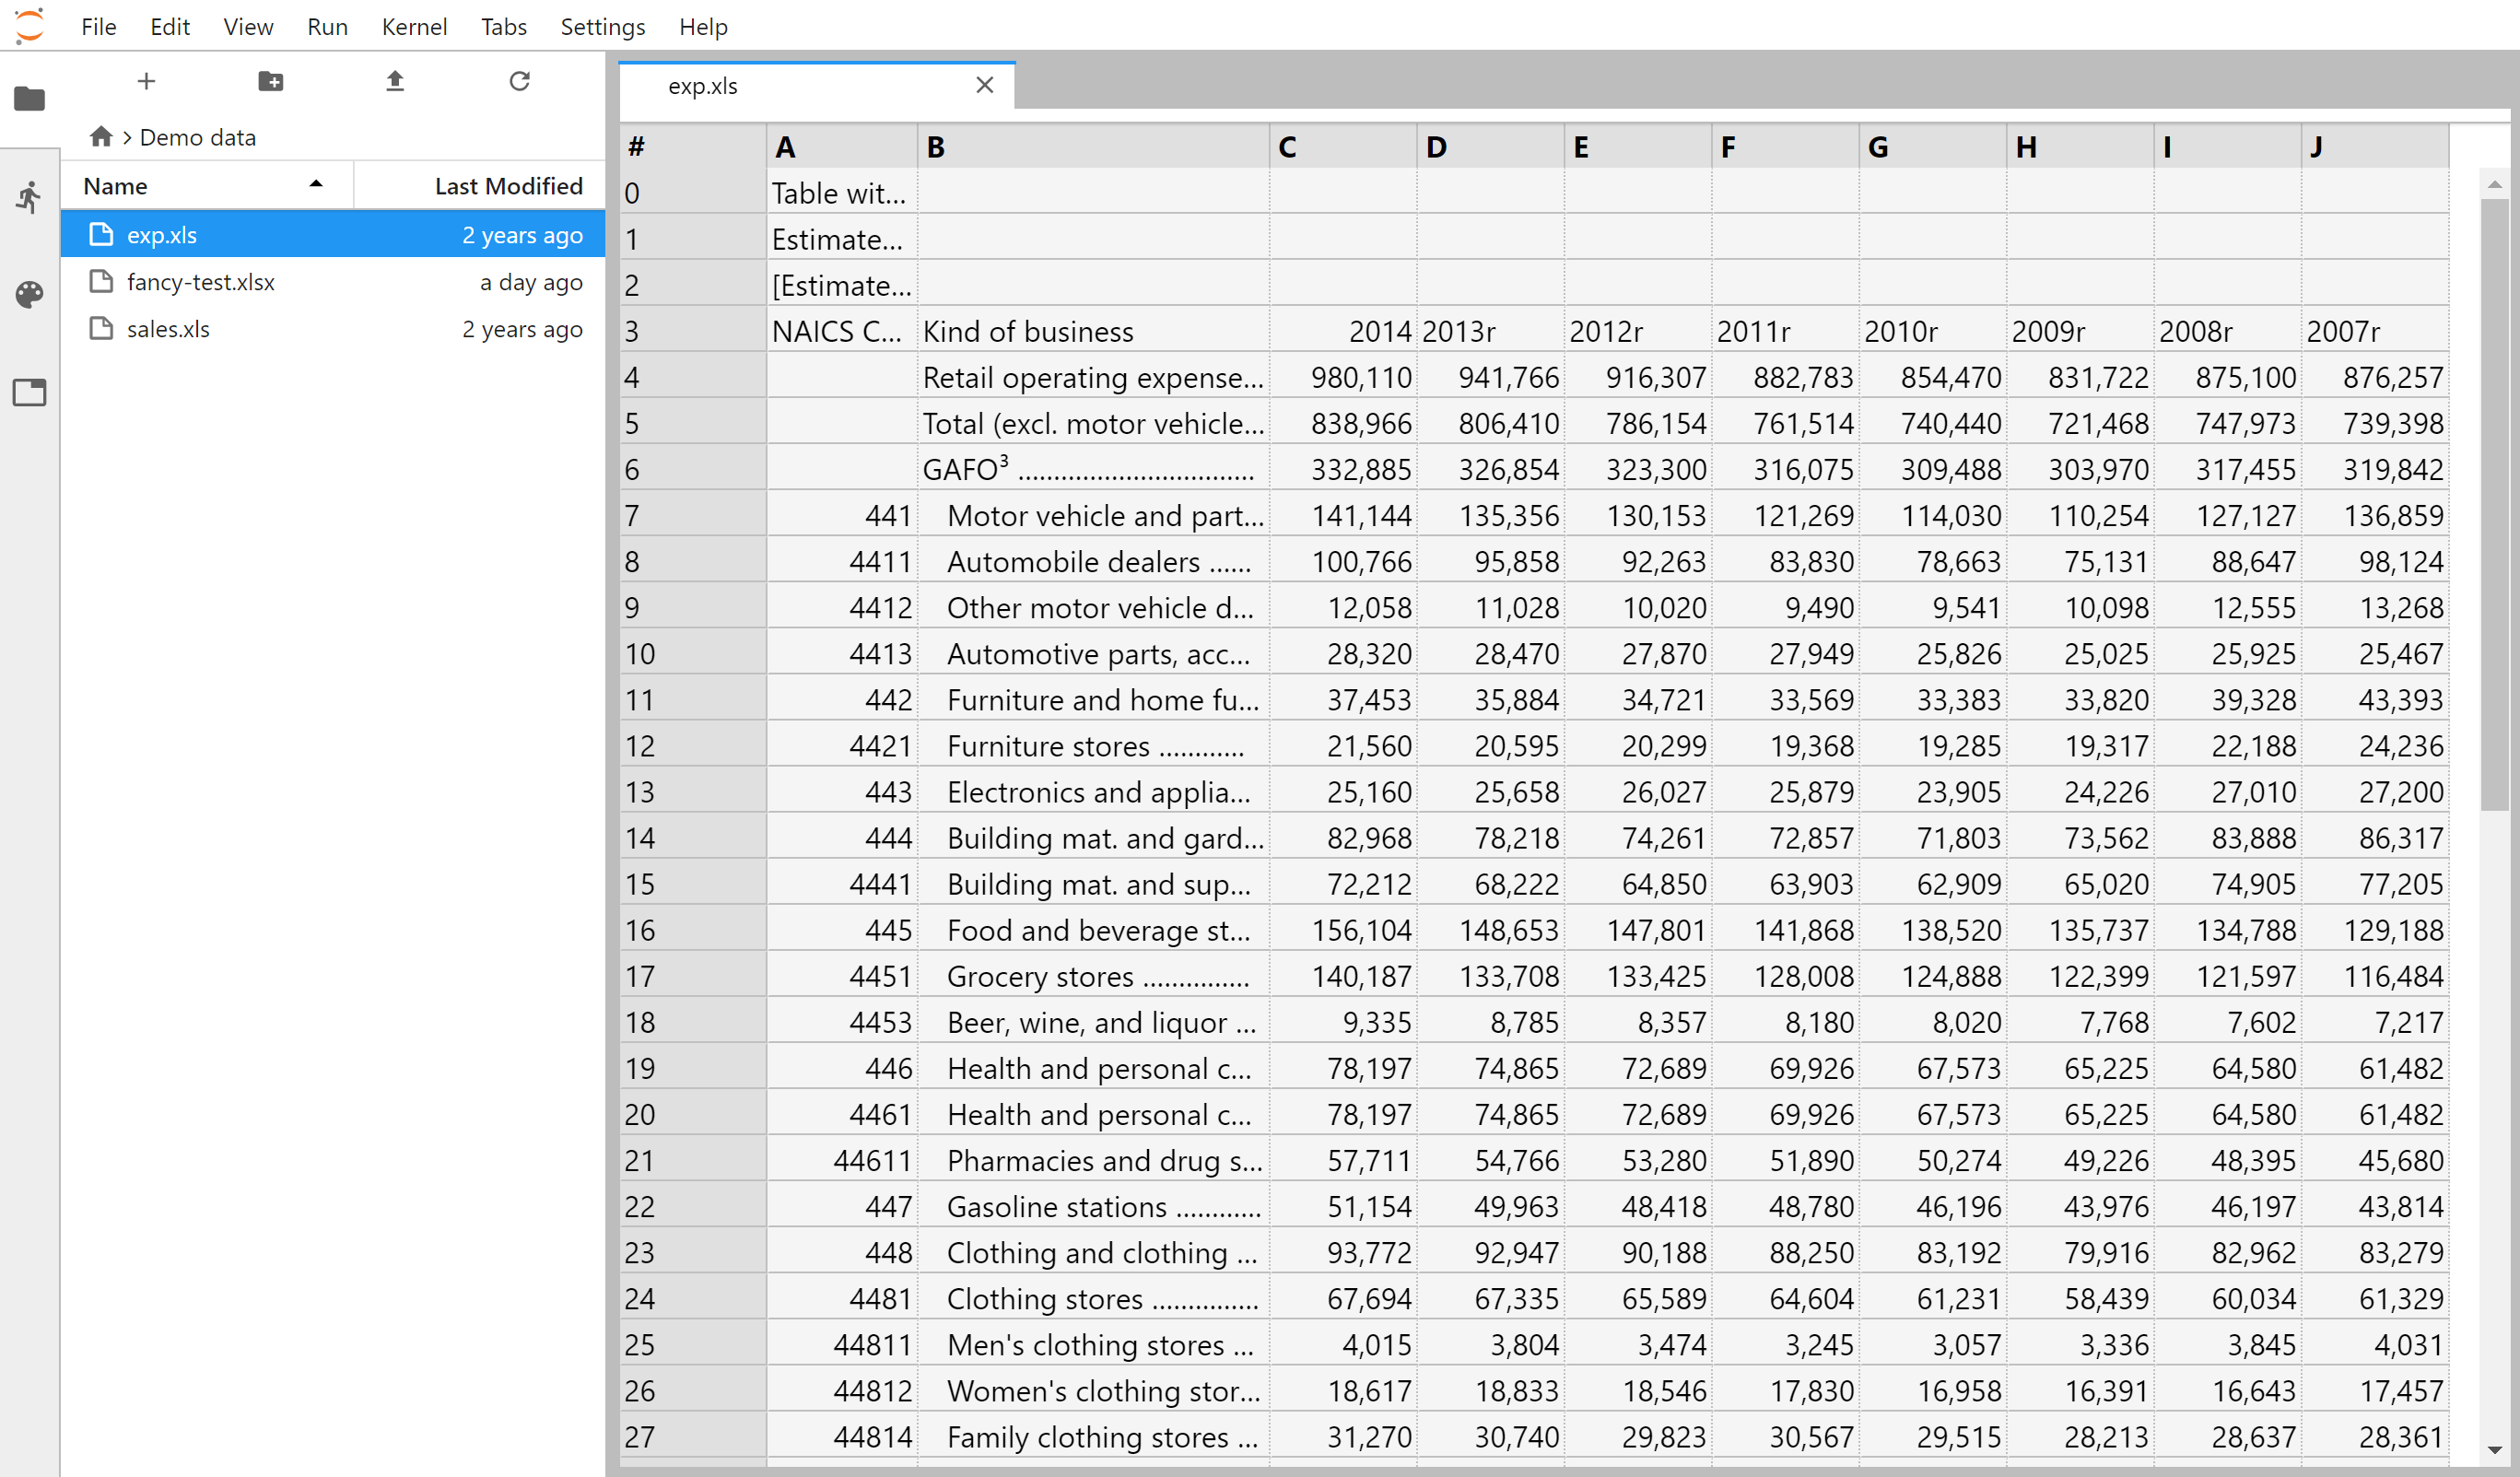 File Edit View Run Kernel Tabs Settings Help
Demo data
Name Last Modified
exp.xls 2 years ago
fancy-test.xlsx a day ago
sales.xls 2 years ago
exp.xls
# A B C D E F G H I J
0 Table wit...
1 Estimate...
2 [Estimate...
3 NAICS C... Kind of business 2014 2013r 2012r 2011r 2010r 2009r 2008r 2007r
4 Retail operating expense... 980,110 941,766 916,307 882,783 854,470 831,722 875,100 876,257
5 Total (excl. motor vehicle... 838,966 806,410 786,154 761,514 740,440 721,468 747,973 739,398
6 GAFO³ ................................. 332,885 326,854 323,300 316,075 309,488 303,970 317,455 319,842
7 441 Motor vehicle and part... 141,144 135,356 130,153 121,269 114,030 110,254 127,127 136,859
8 4411 Automobile dealers ...... 100,766 95,858 92,263 83,830 78,663 75,131 88,647 98,124
9 4412 Other motor vehicle d... 12,058 11,028 10,020 9,490 9,541 10,098 12,555 13,268
10 4413 Automotive parts, acc... 28,320 28,470 27,870 27,949 25,826 25,025 25,925 25,467
11 442 Furniture and home fu... 37,453 35,884 34,721 33,569 33,383 33,820 39,328 43,393
12 4421 Furniture stores ............ 21,560 20,595 20,299 19,368 19,285 19,317 22,188 24,236
13 443 Electronics and applia... 25,160 25,658 26,027 25,879 23,905 24,226 27,010 27,200
14 444 Building mat. and gard... 82,968 78,218 74,261 72,857 71,803 73,562 83,888 86,317
15 4441 Building mat. and sup... 72,212 68,222 64,850 63,903 62,909 65,020 74,905 77,205
16 445 Food and beverage st... 156,104 148,653 147,801 141,868 138,520 135,737 134,788 129,188
17 4451 Grocery stores ............... 140,187 133,708 133,425 128,008 124,888 122,399 121,597 116,484
18 4453 Beer, wine, and liquor ... 9,335 8,785 8,357 8,180 8,020 7,768 7,602 7,217
19 446 Health and personal c... 78,197 74,865 72,689 69,926 67,573 65,225 64,580 61,482
20 4461 Health and personal c... 78,197 74,865 72,689 69,926 67,573 65,225 64,580 61,482
21 44611 Pharmacies and drug s... 57,711 54,766 53,280 51,890 50,274 49,226 48,395 45,680
22 447 Gasoline stations ............ 51,154 49,963 48,418 48,780 46,196 43,976 46,197 43,814
23 448 Clothing and clothing ... 93,772 92,947 90,188 88,250 83,192 79,916 82,962 83,279
24 4481 Clothing stores ............... 67,694 67,335 65,589 64,604 61,231 58,439 60,034 61,329
25 44811 Men's clothing stores ... 4,015 3,804 3,474 3,245 3,057 3,336 3,845 4,031
26 44812 Women's clothing stor... 18,617 18,833 18,546 17,830 16,958 16,391 16,643 17,457
27 44814 Family clothing stores ... 31,270 30,740 29,823 30,567 29,515 28,213 28,637 28,361